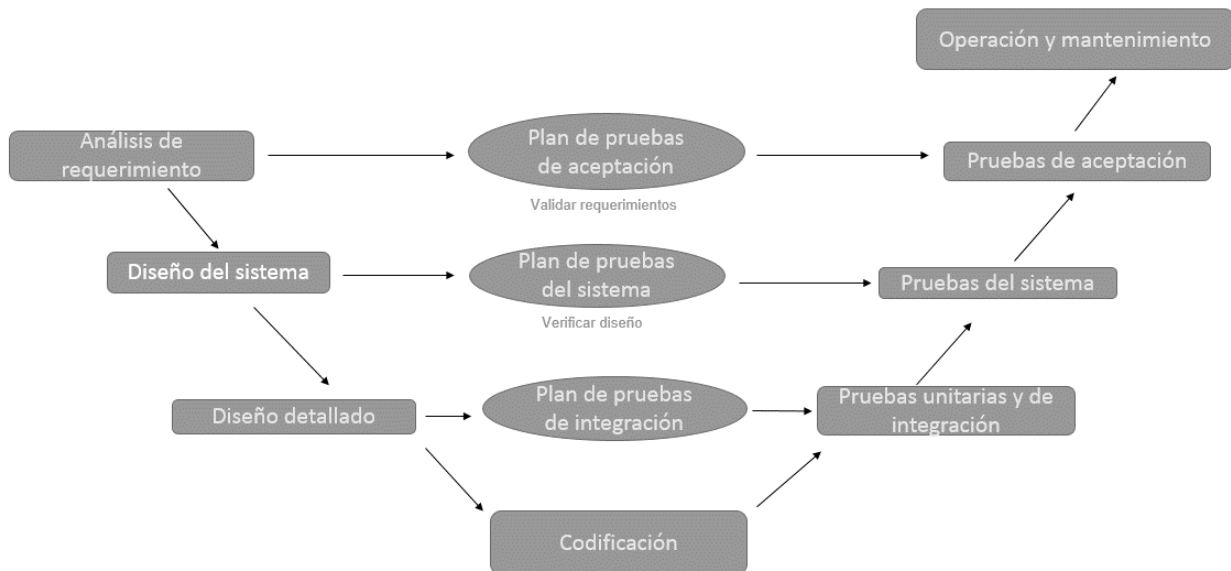 Operación y mantenimiento
Análisis de
requerimiento
Plan de pruebas
de aceptación
Pruebas de aceptación
Validar requerimientos
Diseño del sistema
Plan de pruebas
del sistema
Pruebas del sistema
Verificar diseño
Diseño detallado
Plan de pruebas
de integración
Pruebas unitarias y de
integración
Codificación